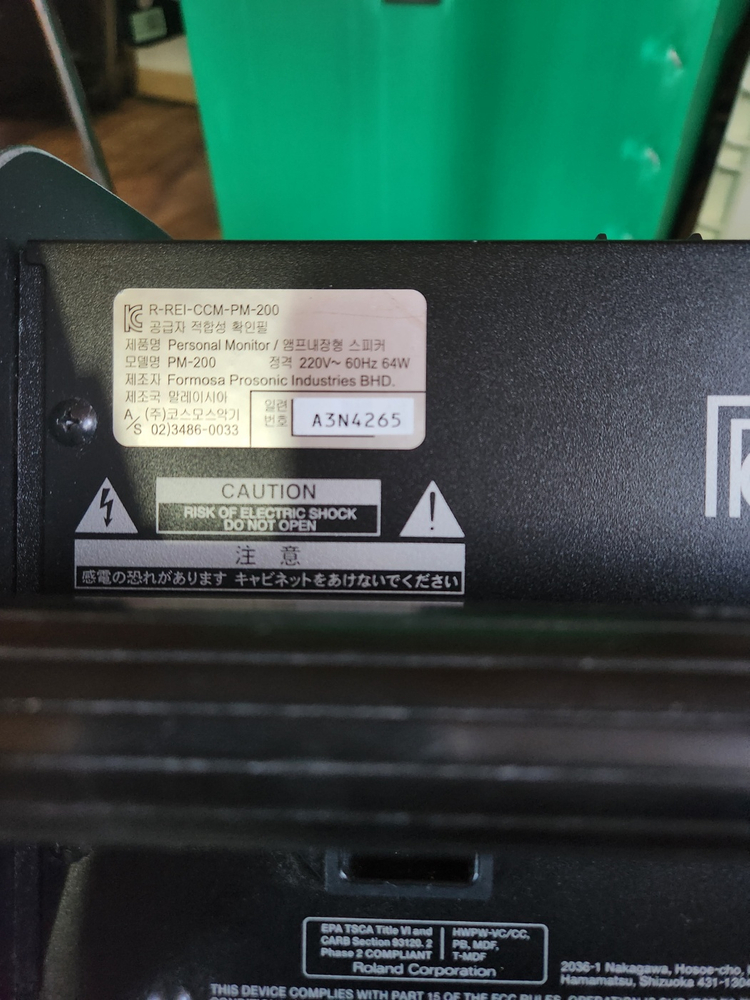 R-REI-CCM-PM-200
공급자 적합성 확인필
제품명 Personal Monitor / 앰프내장형 스피커
모델명 PM-200 정격 220V~ 60Hz 64W
제조자 Formosa Prosonic Industries BHD.
제조국 말레이시아
A/S (주)코스모스악기
02)3486-0033
일련
번호 A3N4265
CAUTION
RISK OF ELECTRIC SHOCK
DO NOT OPEN
注 意
感電の恐れがあります キャビネットをあけないでください
EPA TSCA Title VI and
CARB Section 93120. 2
Phase 2 COMPLIANT
HWPW-VC/CC,
PB, MDF,
T-MDF
Roland Corporation
2036-1 Nakagawa, Hosoe-cho,
Hamamatsu, Shizuoka 431-130
THIS DEVICE COMPLIES WITH PART 15 OF THE FCC RULES